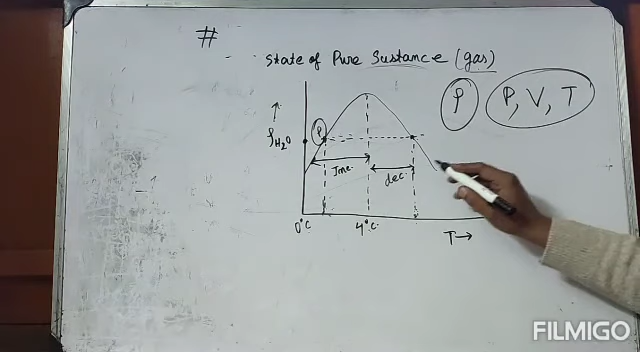 #
State of Pure Sustance (gas)
ρ
P, V, T
ρ
ρH₂O
Inc.
dec.
0°C
4°C
T→
FILMIGO